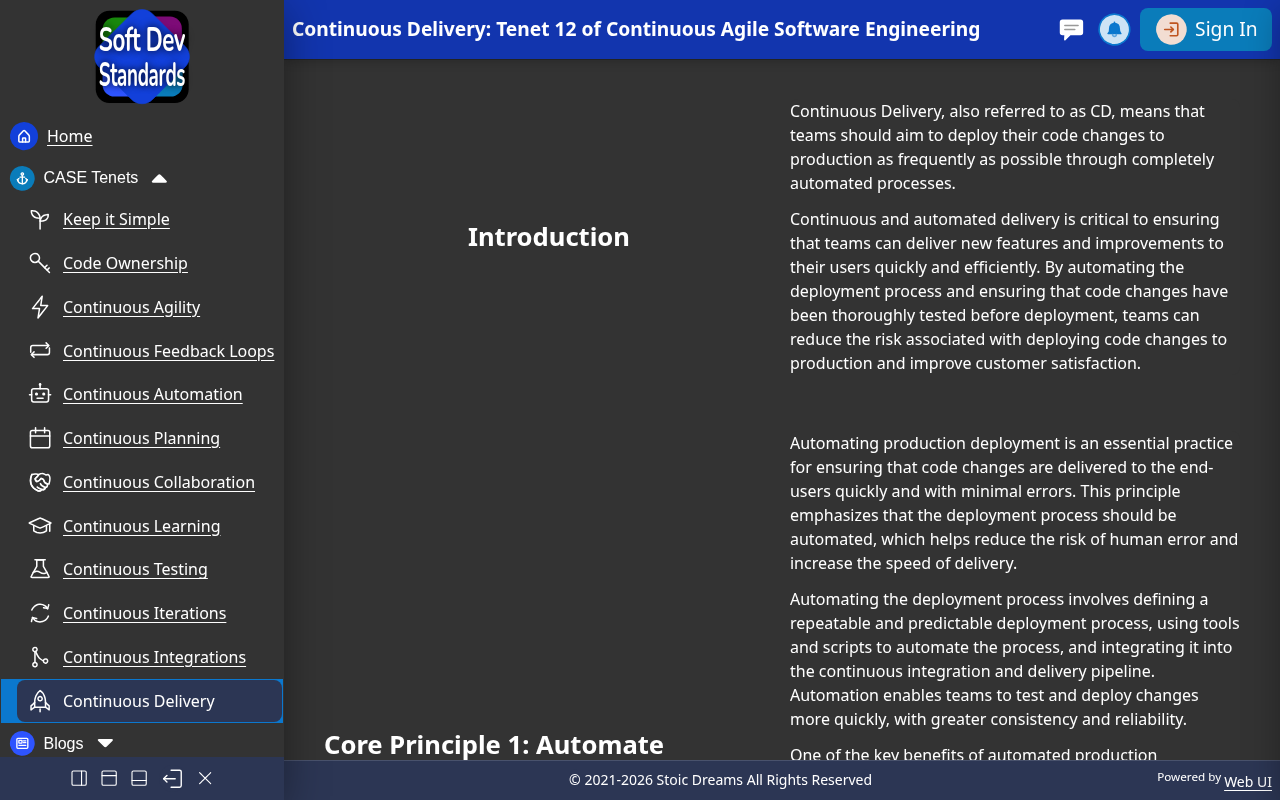 Soft Dev
Standards
Home
CASE Tenets
Keep it Simple
Code Ownership
Continuous Agility
Continuous Feedback Loops
Continuous Automation
Continuous Planning
Continuous Collaboration
Continuous Learning
Continuous Testing
Continuous Iterations
Continuous Integrations
Continuous Delivery
Blogs
Continuous Delivery: Tenet 12 of Continuous Agile Software Engineering
Sign In
Introduction
Continuous Delivery, also referred to as CD, means that
teams should aim to deploy their code changes to
production as frequently as possible through completely
automated processes.
Continuous and automated delivery is critical to ensuring
that teams can deliver new features and improvements to
their users quickly and efficiently. By automating the
deployment process and ensuring that code changes have
been thoroughly tested before deployment, teams can
reduce the risk associated with deploying code changes to
production and improve customer satisfaction.
Core Principle 1: Automate
Automating production deployment is an essential practice
for ensuring that code changes are delivered to the end-
users quickly and with minimal errors. This principle
emphasizes that the deployment process should be
automated, which helps reduce the risk of human error and
increase the speed of delivery.
Automating the deployment process involves defining a
repeatable and predictable deployment process, using tools
and scripts to automate the process, and integrating it into
the continuous integration and delivery pipeline.
Automation enables teams to test and deploy changes
more quickly, with greater consistency and reliability.
One of the key benefits of automated production
© 2021-2026 Stoic Dreams All Rights Reserved
Powered by Web UI